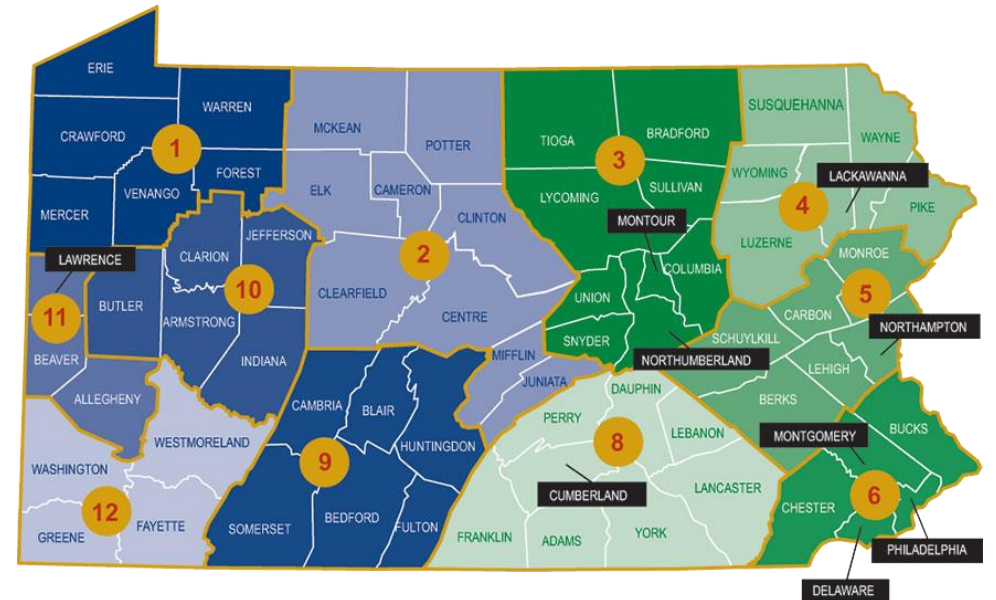 ERIE
WARREN
CRAWFORD
1
FOREST
VENANGO
MERCER
MCKEAN
POTTER
ELK
CAMERON
CLINTON
2
CLEARFIELD
CENTRE
MIFFLIN
JUNIATA
TIOGA
BRADFORD
3
LYCOMING
SULLIVAN
MONTOUR
COLUMBIA
UNION
SNYDER
NORTHUMBERLAND
SUSQUEHANNA
WAYNE
WYOMING
LACKAWANNA
4
PIKE
LUZERNE
MONROE
5
CARBON
NORTHAMPTON
SCHUYLKILL
LEHIGH
BERKS
JEFFERSON
CLARION
10
BUTLER
ARMSTRONG
INDIANA
LAWRENCE
11
BEAVER
ALLEGHENY
WESTMORELAND
WASHINGTON
12
FAYETTE
GREENE
CAMBRIA
BLAIR
HUNTINGDON
9
SOMERSET
BEDFORD
FULTON
DAUPHIN
PERRY
8
LEBANON
CUMBERLAND
LANCASTER
FRANKLIN
ADAMS
YORK
MONTGOMERY
BUCKS
6
CHESTER
PHILADELPHIA
DELAWARE